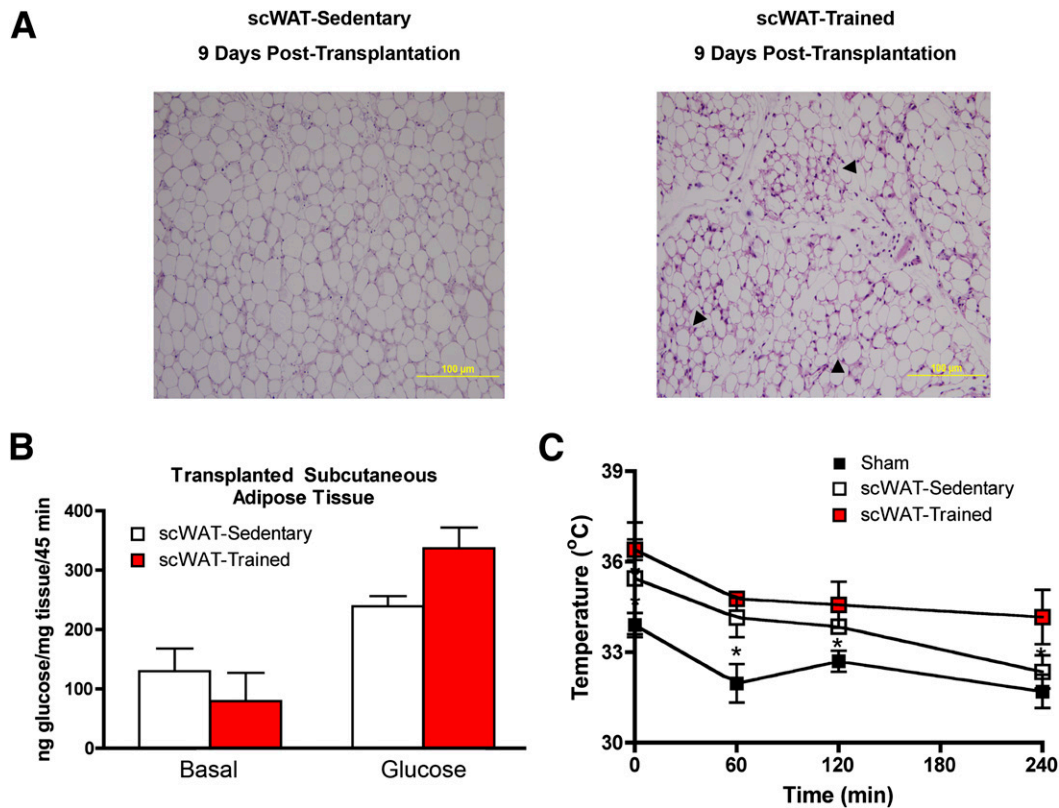 A
scWAT-Sedentary
9 Days Post-Transplantation
100 µm
scWAT-Trained
9 Days Post-Transplantation
100 µm
B
Transplanted Subcutaneous
Adipose Tissue
scWAT-Sedentary
scWAT-Trained
ng glucose/mg tissue/45 min
400
300
200
100
0
Basal
Glucose
C
Sham
scWAT-Sedentary
scWAT-Trained
Temperature (°C)
39
36
33
30
*
*
*
*
0
60
120
180
240
Time (min)